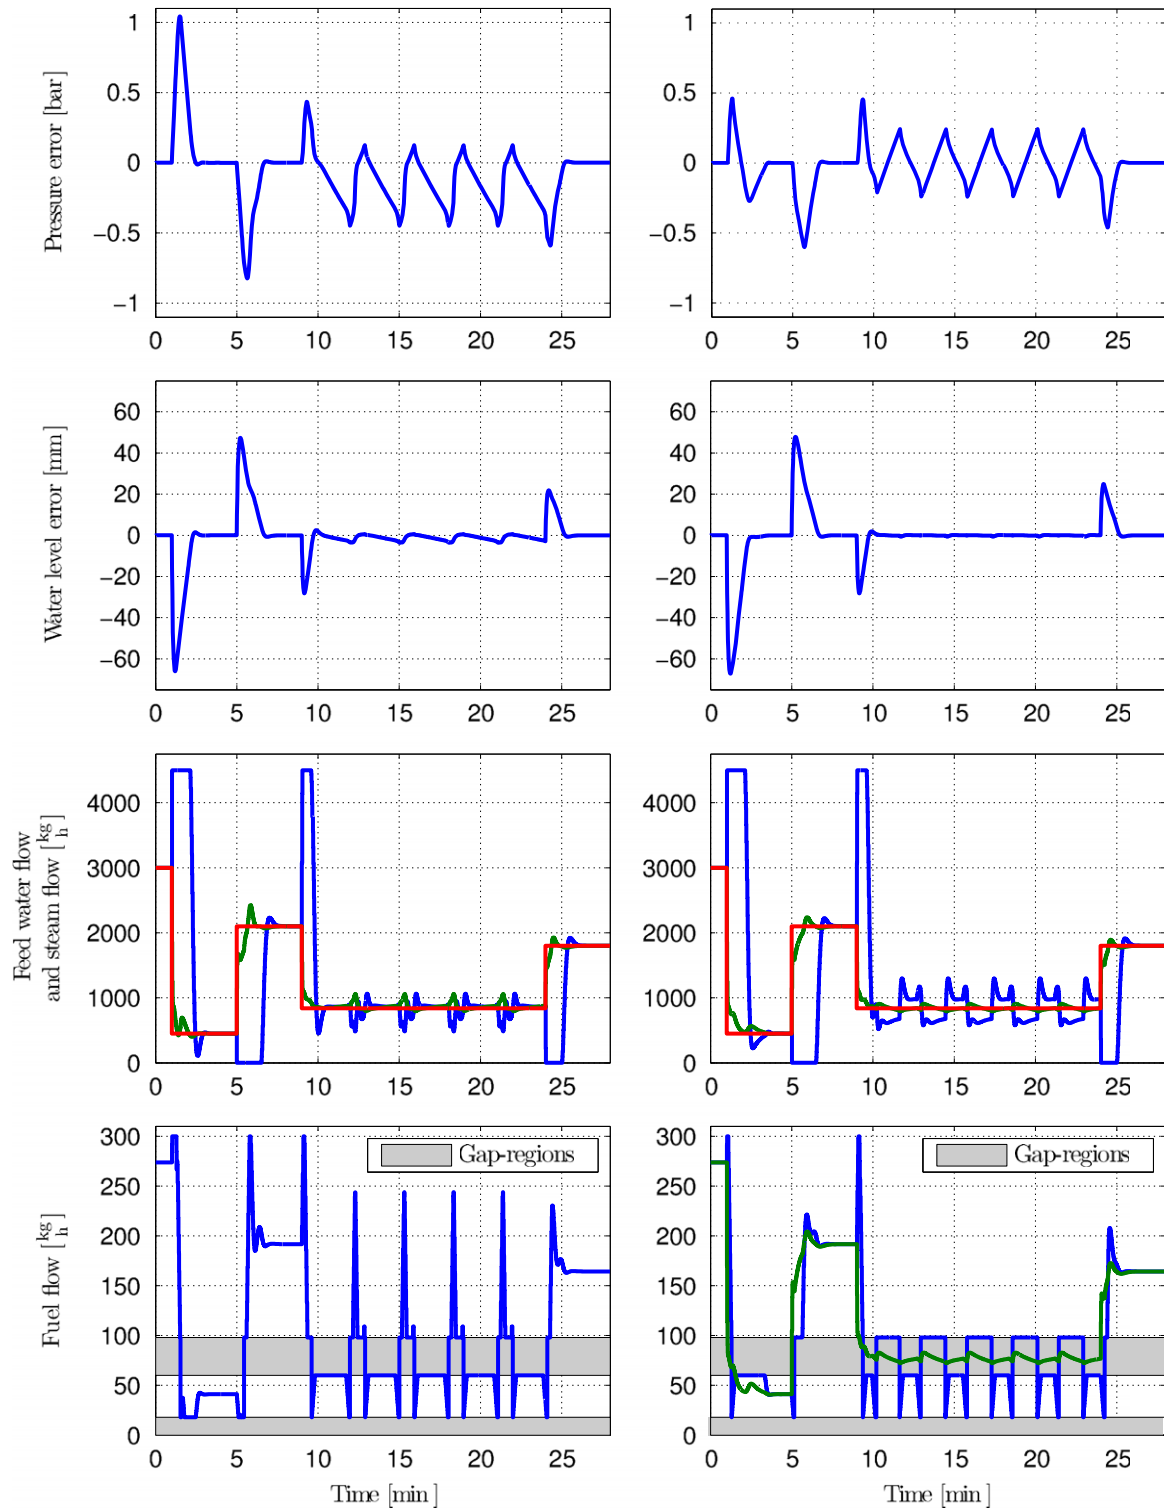 1
0.5
0
−0.5
−1
Pressure error [bar]
0 5 10 15 20 25
1
0.5
0
−0.5
−1
0 5 10 15 20 25
60
40
20
0
−20
−40
−60
Water level error [mm]
0 5 10 15 20 25
60
40
20
0
−20
−40
−60
0 5 10 15 20 25
4000
3000
2000
1000
0
Feed water flow
and steam flow [kg/h]
0 5 10 15 20 25
4000
3000
2000
1000
0
0 5 10 15 20 25
300
250
200
150
100
50
0
Fuel flow [kg/h]
Gap-regions
0 5 10 15 20 25
Time [min]
300
250
200
150
100
50
0
Gap-regions
0 5 10 15 20 25
Time [min]